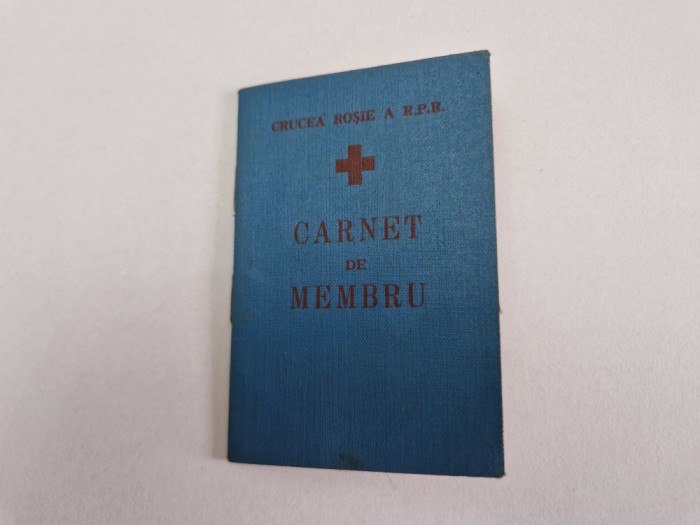 CRUCEA ROȘIE A R.P.R.
CARNET
DE
MEMBRU